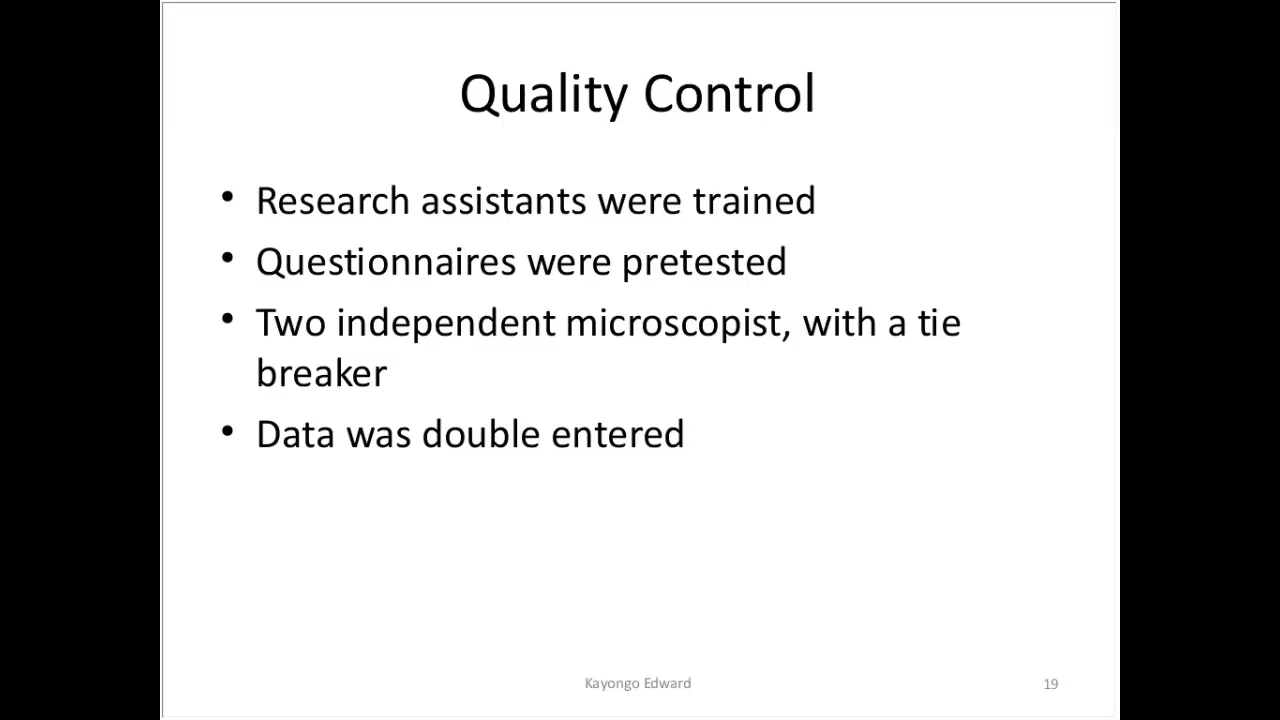 Quality Control
• Research assistants were trained
• Questionnaires were pretested
• Two independent microscopist, with a tie
breaker
• Data was double entered
Kayongo Edward
19